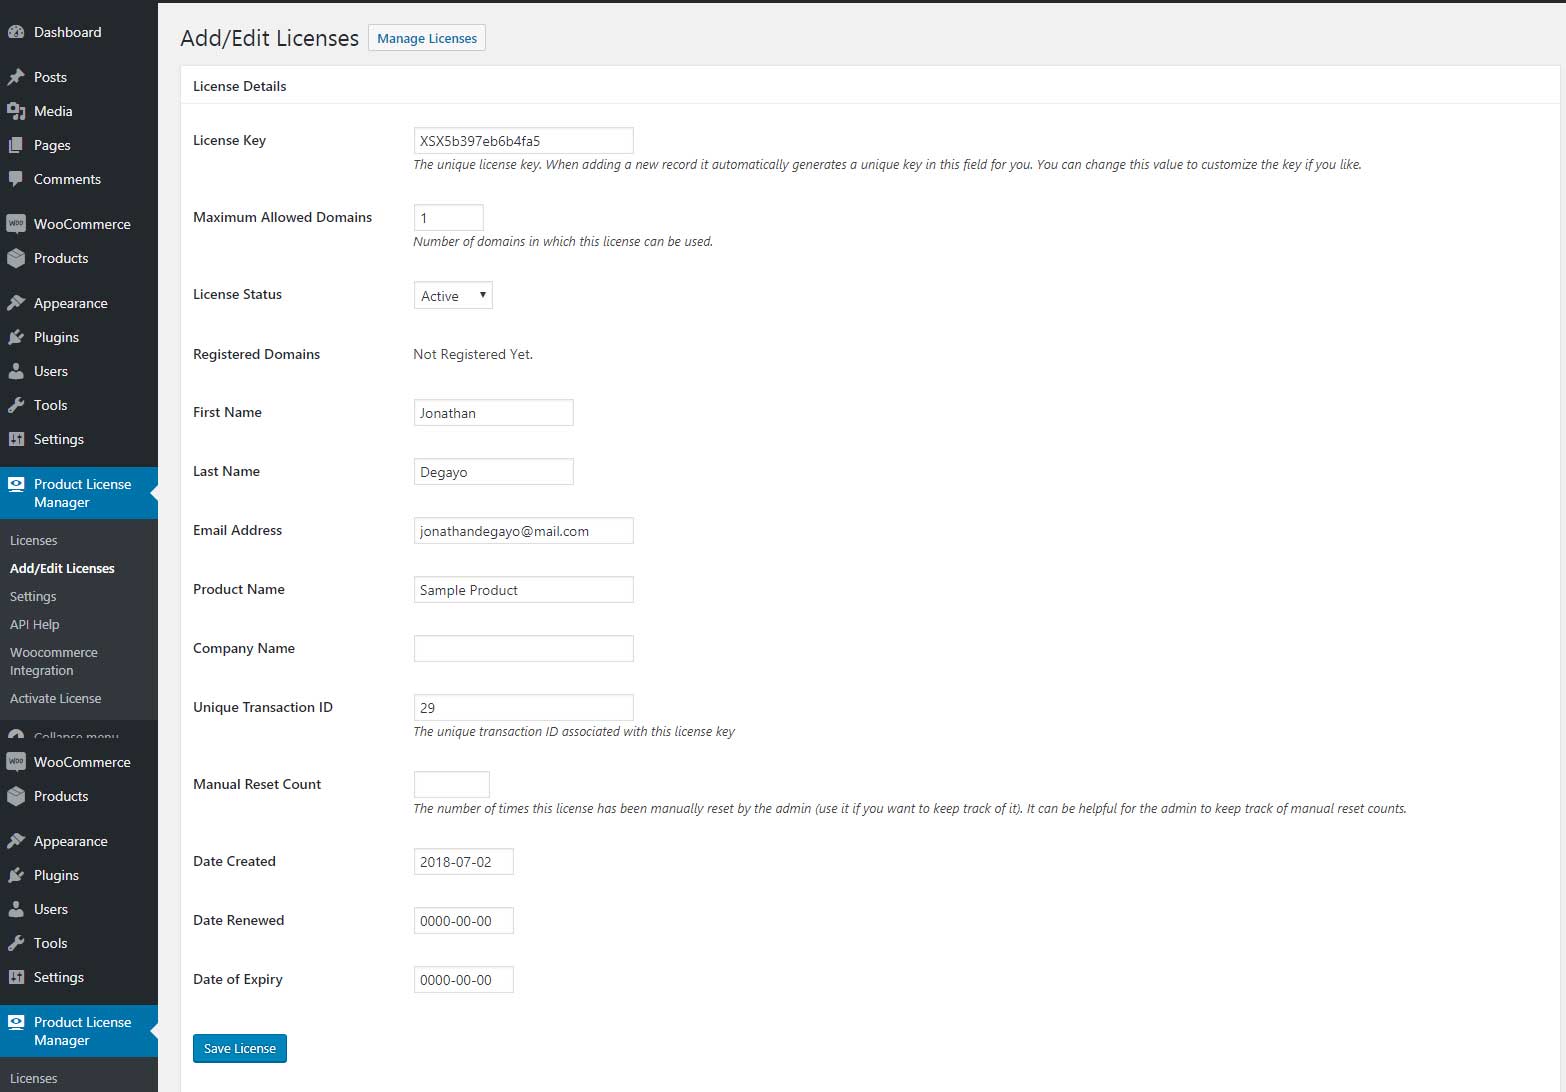 Dashboard
Posts
Media
Pages
Comments
WooCommerce
Products
Appearance
Plugins
Users
Tools
Settings
Product License
Manager
Licenses
Add/Edit Licenses
Settings
API Help
Woocommerce
Integration
Activate License
Collapse menu
WooCommerce
Products
Appearance
Plugins
Users
Tools
Settings
Product License
Manager
Licenses
Add/Edit Licenses Manage Licenses
License Details
License Key XSX5b397eb6b4fa5
The unique license key. When adding a new record it automatically generates a unique key in this field for you. You can change this value to customize the key if you like.
Maximum Allowed Domains 1
Number of domains in which this license can be used.
License Status Active
Registered Domains Not Registered Yet.
First Name Jonathan
Last Name Degayo
Email Address jonathandegayo@mail.com
Product Name Sample Product
Company Name
Unique Transaction ID 29
The unique transaction ID associated with this license key
Manual Reset Count
The number of times this license has been manually reset by the admin (use it if you want to keep track of it). It can be helpful for the admin to keep track of manual reset counts.
Date Created 2018-07-02
Date Renewed 0000-00-00
Date of Expiry 0000-00-00
Save License